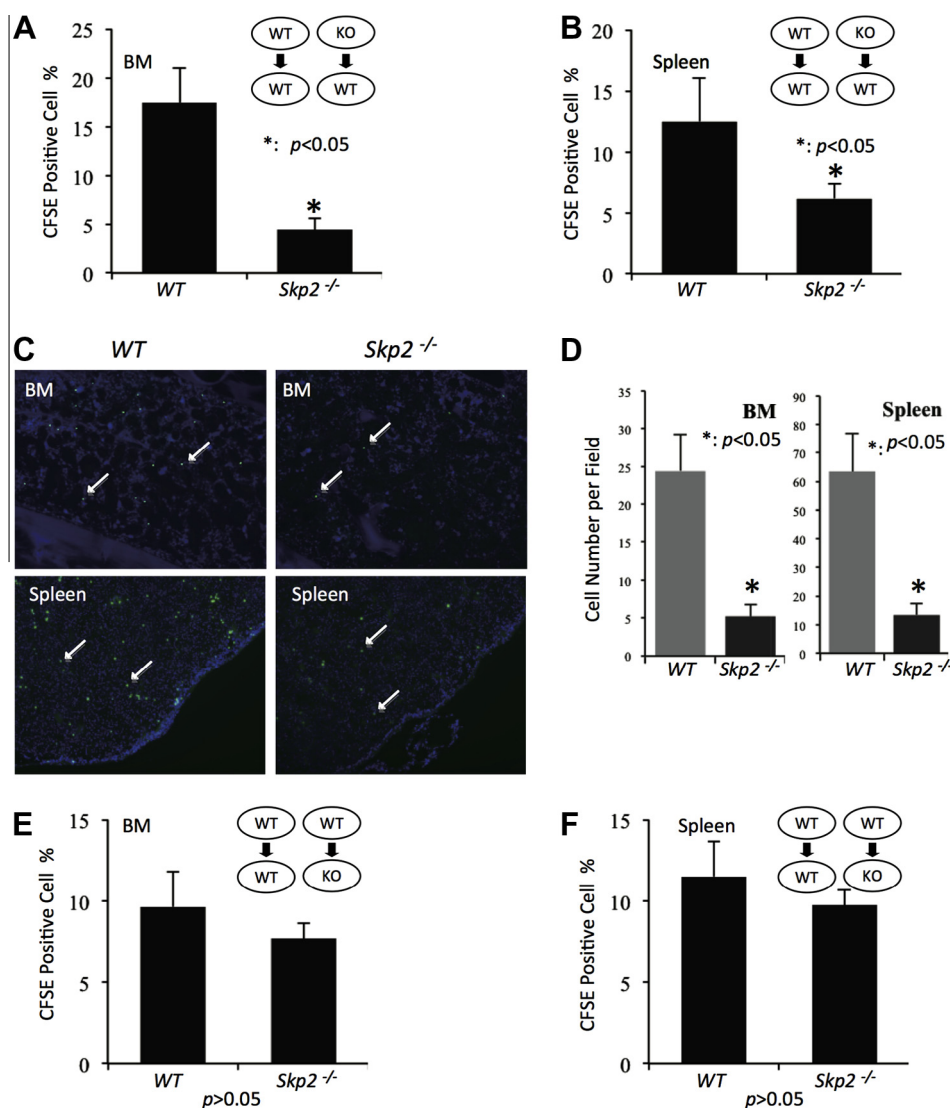 A
CFSE Positive Cell %
25
20
15
10
5
0
BM
WT KO
WT WT
*: p<0.05
*
WT Skp2 -/-
B
CFSE Positive Cell %
20
15
10
5
0
Spleen
WT KO
WT WT
*: p<0.05
*
WT Skp2 -/-
C
WT Skp2 -/-
BM BM
Spleen Spleen
D
Cell Number per Field
35
30
25
20
15
10
5
0
BM
*: p<0.05
*
WT Skp2 -/-
90
80
70
60
50
40
30
20
10
0
Spleen
*: p<0.05
*
WT Skp2 -/-
E
CFSE Positive Cell %
15
10
5
0
BM
WT WT
WT KO
WT Skp2 -/-
p>0.05
F
CFSE Positive Cell %
15
10
5
0
Spleen
WT WT
WT KO
WT Skp2 -/-
p>0.05